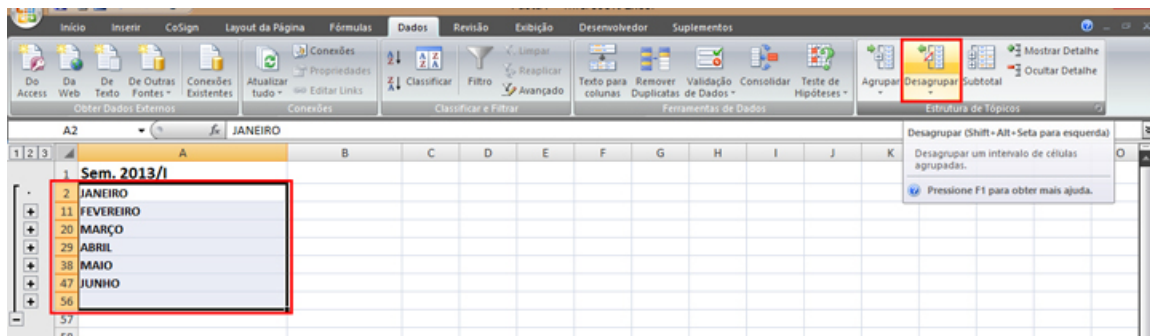 Início Inserir CoSign Layout da Página Fórmulas Dados Revisão Exibição Desenvolvedor Suplementos
Do Access
Da Web
De Texto
De Outras Fontes
Conexões Existentes
Obter Dados Externos
Atualizar tudo
Conexões
Propriedades
Editar Links
Conexões
Classificar
Filtro
Limpar
Reaplicar
Avançado
Classificar e Filtrar
Texto para colunas
Remover Duplicatas
Validação de Dados
Consolidar
Teste de Hipóteses
Ferramentas de Dados
Agrupar
Desagrupar
Subtotal
Mostrar Detalhe
Ocultar Detalhe
Estrutura de Tópicos
A2 fx JANEIRO
Desagrupar (Shift+Alt+Seta para esquerda)
Desagrupar um intervalo de células
agrupadas.
Pressione F1 para obter mais ajuda.
1 2 3 A B C D E F G H I J K O
1 Sem. 2013/I
2 JANEIRO
11 FEVEREIRO
20 MARÇO
29 ABRIL
38 MAIO
47 JUNHO
56
57